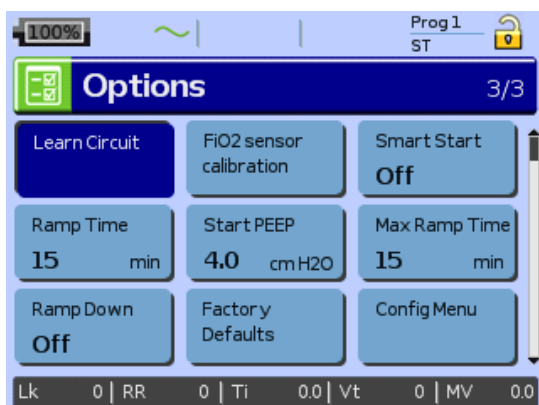 100%
Prog 1
ST
Options 3/3
Learn Circuit
FiO2 sensor
calibration
Smart Start
Off
Ramp Time
15 min
Start PEEP
4.0 cm H2O
Max Ramp Time
15 min
Ramp Down
Off
Factory
Defaults
Config Menu
Lk 0 | RR 0 | Ti 0.0 | Vt 0 | MV 0.0